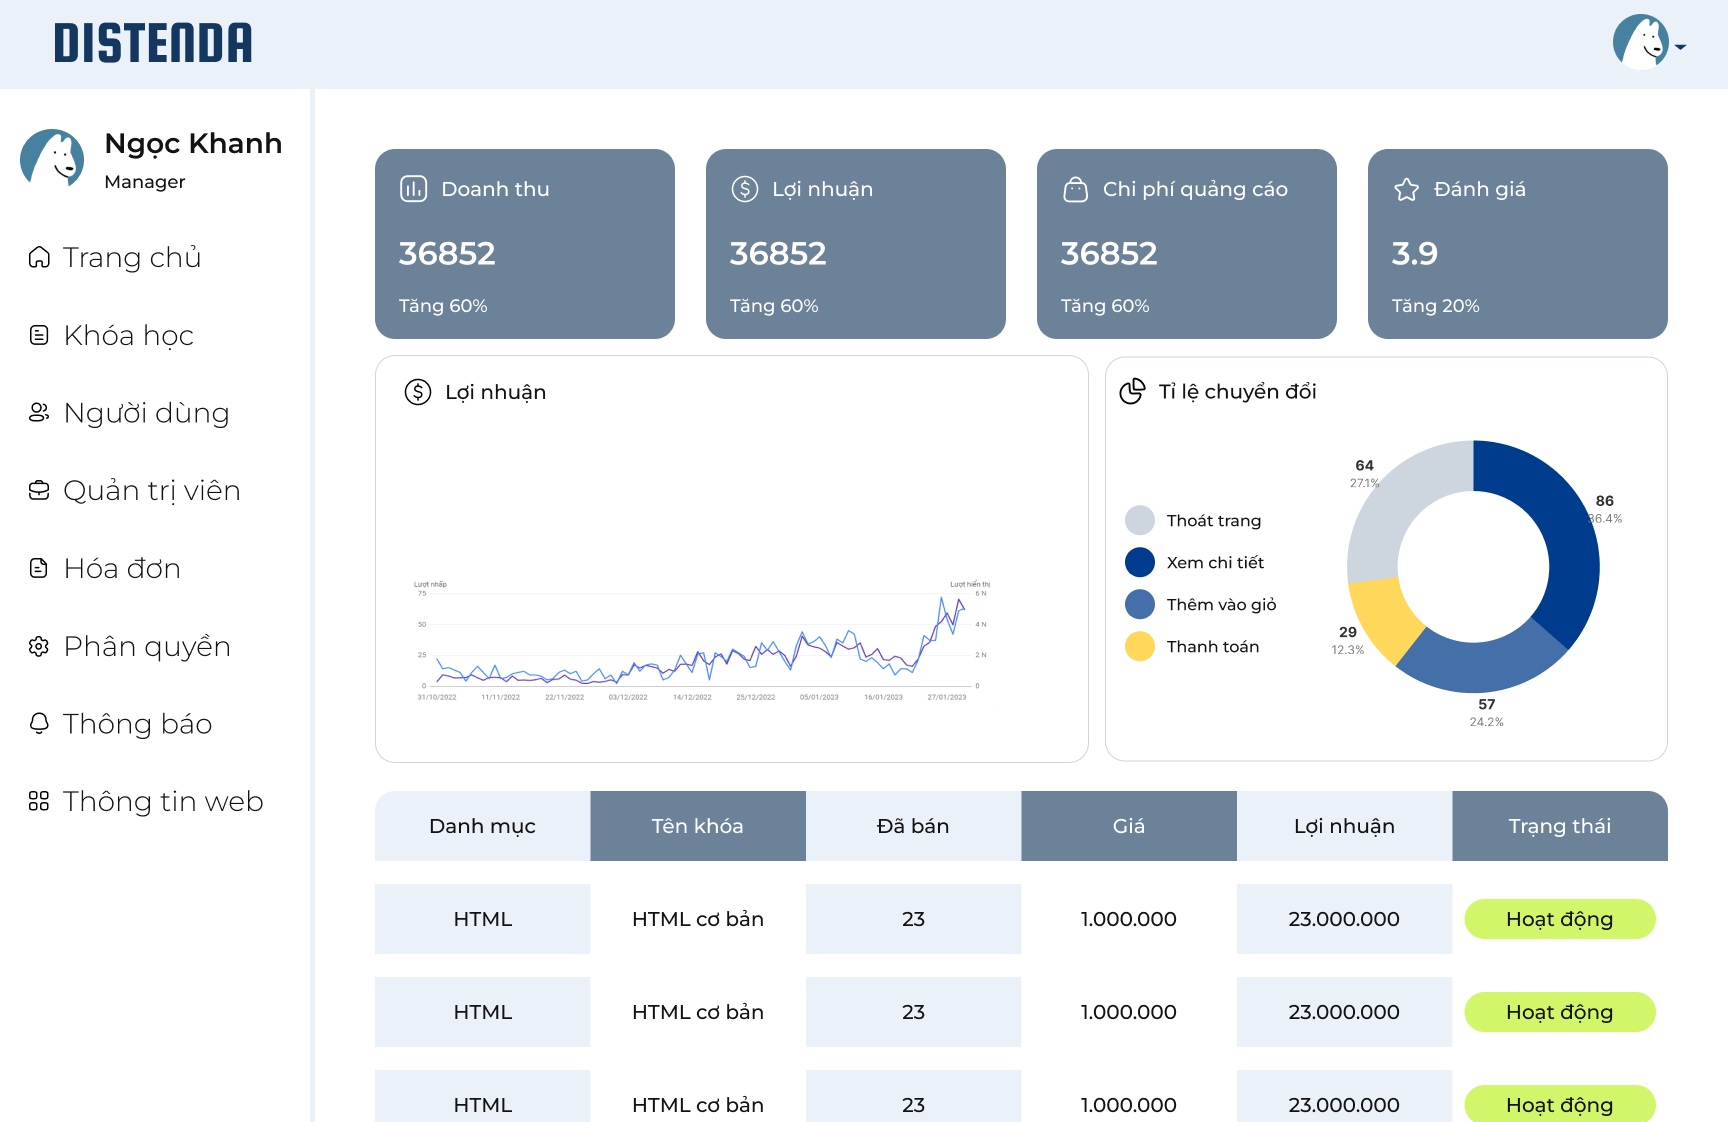 DISTENDA
Ngọc Khanh
Manager
Trang chủ
Khóa học
Người dùng
Quản trị viên
Hóa đơn
Phân quyền
Thông báo
Thông tin web
Doanh thu
36852
Tăng 60%
Lợi nhuận
36852
Tăng 60%
Chi phí quảng cáo
36852
Tăng 60%
Đánh giá
3.9
Tăng 20%
Lợi nhuận
Lượt nhấp
Lượt hiển thị
75
6 N
50
4 N
25
2 N
0
0
31/10/2022 11/11/2022 22/11/2022 03/12/2022 14/12/2022 25/12/2022 05/01/2023 16/01/2023 27/01/2023
Tỉ lệ chuyển đổi
Thoát trang
Xem chi tiết
Thêm vào giỏ
Thanh toán
64
27.1%
86
36.4%
29
12.3%
57
24.2%
Danh mục Tên khóa Đã bán Giá Lợi nhuận Trạng thái
HTML HTML cơ bản 23 1.000.000 23.000.000 Hoạt động
HTML HTML cơ bản 23 1.000.000 23.000.000 Hoạt động
HTML HTML cơ bản 23 1.000.000 23.000.000 Hoạt động